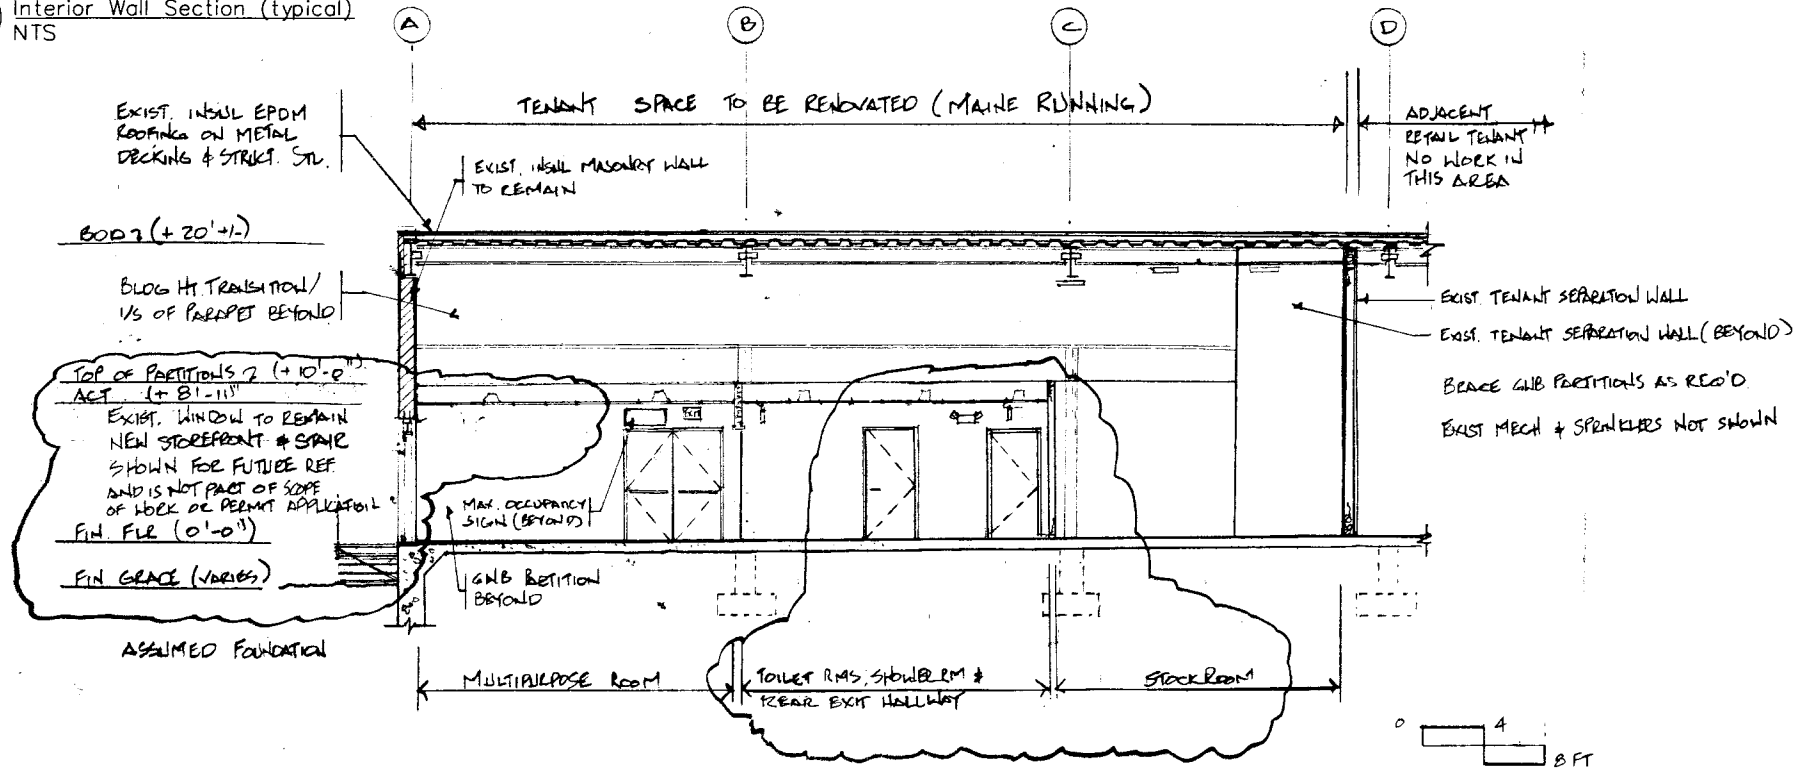 Interior Wall Section (typical)
NTS
A
B
C
D
TENANT SPACE TO BE RENOVATED (MAINE RUNNING)
ADJACENT
RETAIL TENANT
NO WORK IN
THIS AREA
EXIST. INSUL EPDM
ROOFING ON METAL
DECKING & STRUCT. STL.
EXIST. INSUL MASONRY WALL
TO REMAIN
(+ 20' +/-)
BLDG HT. TRANSITION/
I/S OF PARAPET BEYOND
EXIST. TENANT SEPARATION WALL
EXIST. TENANT SEPARATION WALL (BEYOND)
BRACE GWB PARTITIONS AS REQ'D
EXIST MECH & SPRINKLERS NOT SHOWN
TOP OF PARTITIONS 2 (+ 10'-0")
ACT (+ 8'-11")
EXIST. WINDOW TO REMAIN
NEW STOREFRONT & STAIR
SHOWN FOR FUTURE REF.
AND IS NOT PART OF SCOPE
OF WORK OR PERMIT APPLICATION
FIN. FLR (0'-0")
FIN GRADE (VARIES)
MAX. OCCUPANCY
SIGN (BEYOND)
GWB PARTITION
BEYOND
ASSUMED FOUNDATION
MULTIPURPOSE ROOM
TOILET RMS, SHOWER RM &
REAR EXIT HALLWAY
STOCK ROOM
0 4
8 FT